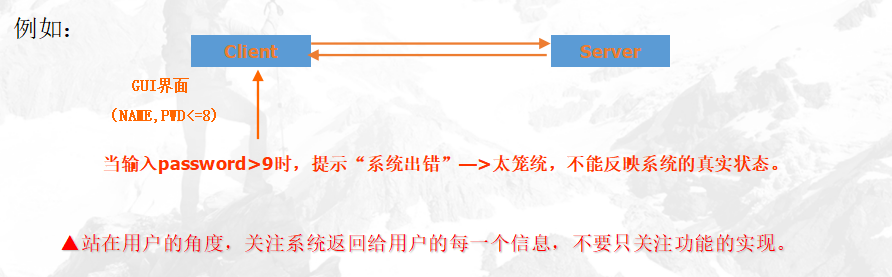 例如：
Client Server
GUI界面
(NAME,PWD<=8)
当输入password>9时，提示“系统出错”—>太笼统，不能反映系统的真实状态。
▲站在用户的角度，关注系统返回给用户的每一个信息，不要只关注功能的实现。